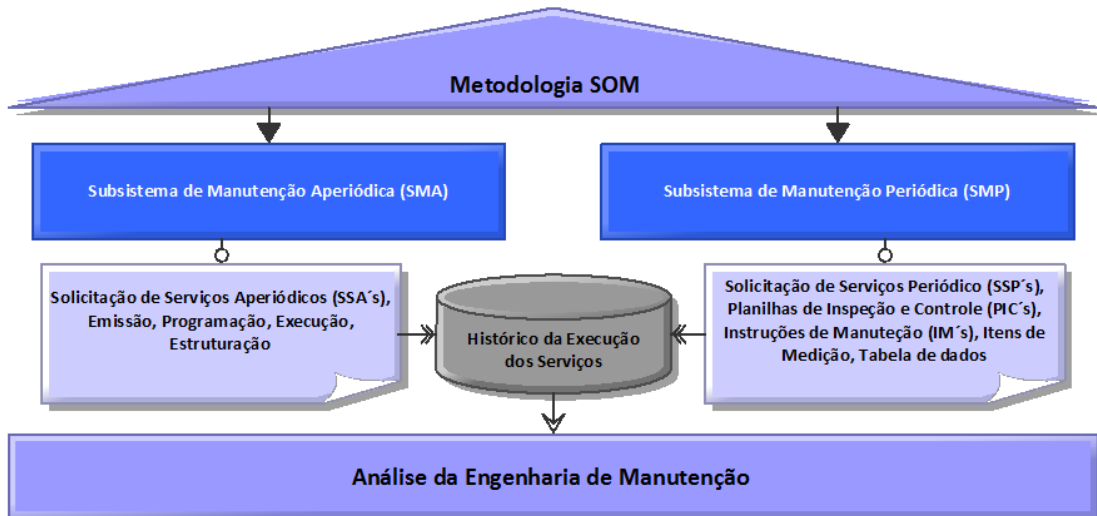 Metodologia SOM
Subsistema de Manutenção Aperiódica (SMA)
Subsistema de Manutenção Periódica (SMP)
Solicitação de Serviços Aperiódicos (SSA´s),
Emissão, Programação, Execução,
Estruturação
Histórico da Execução
dos Serviços
Solicitação de Serviços Periódico (SSP´s),
Planilhas de Inspeção e Controle (PIC´s),
Instruções de Manuteção (IM´s), Itens de
Medição, Tabela de dados
Análise da Engenharia de Manutenção